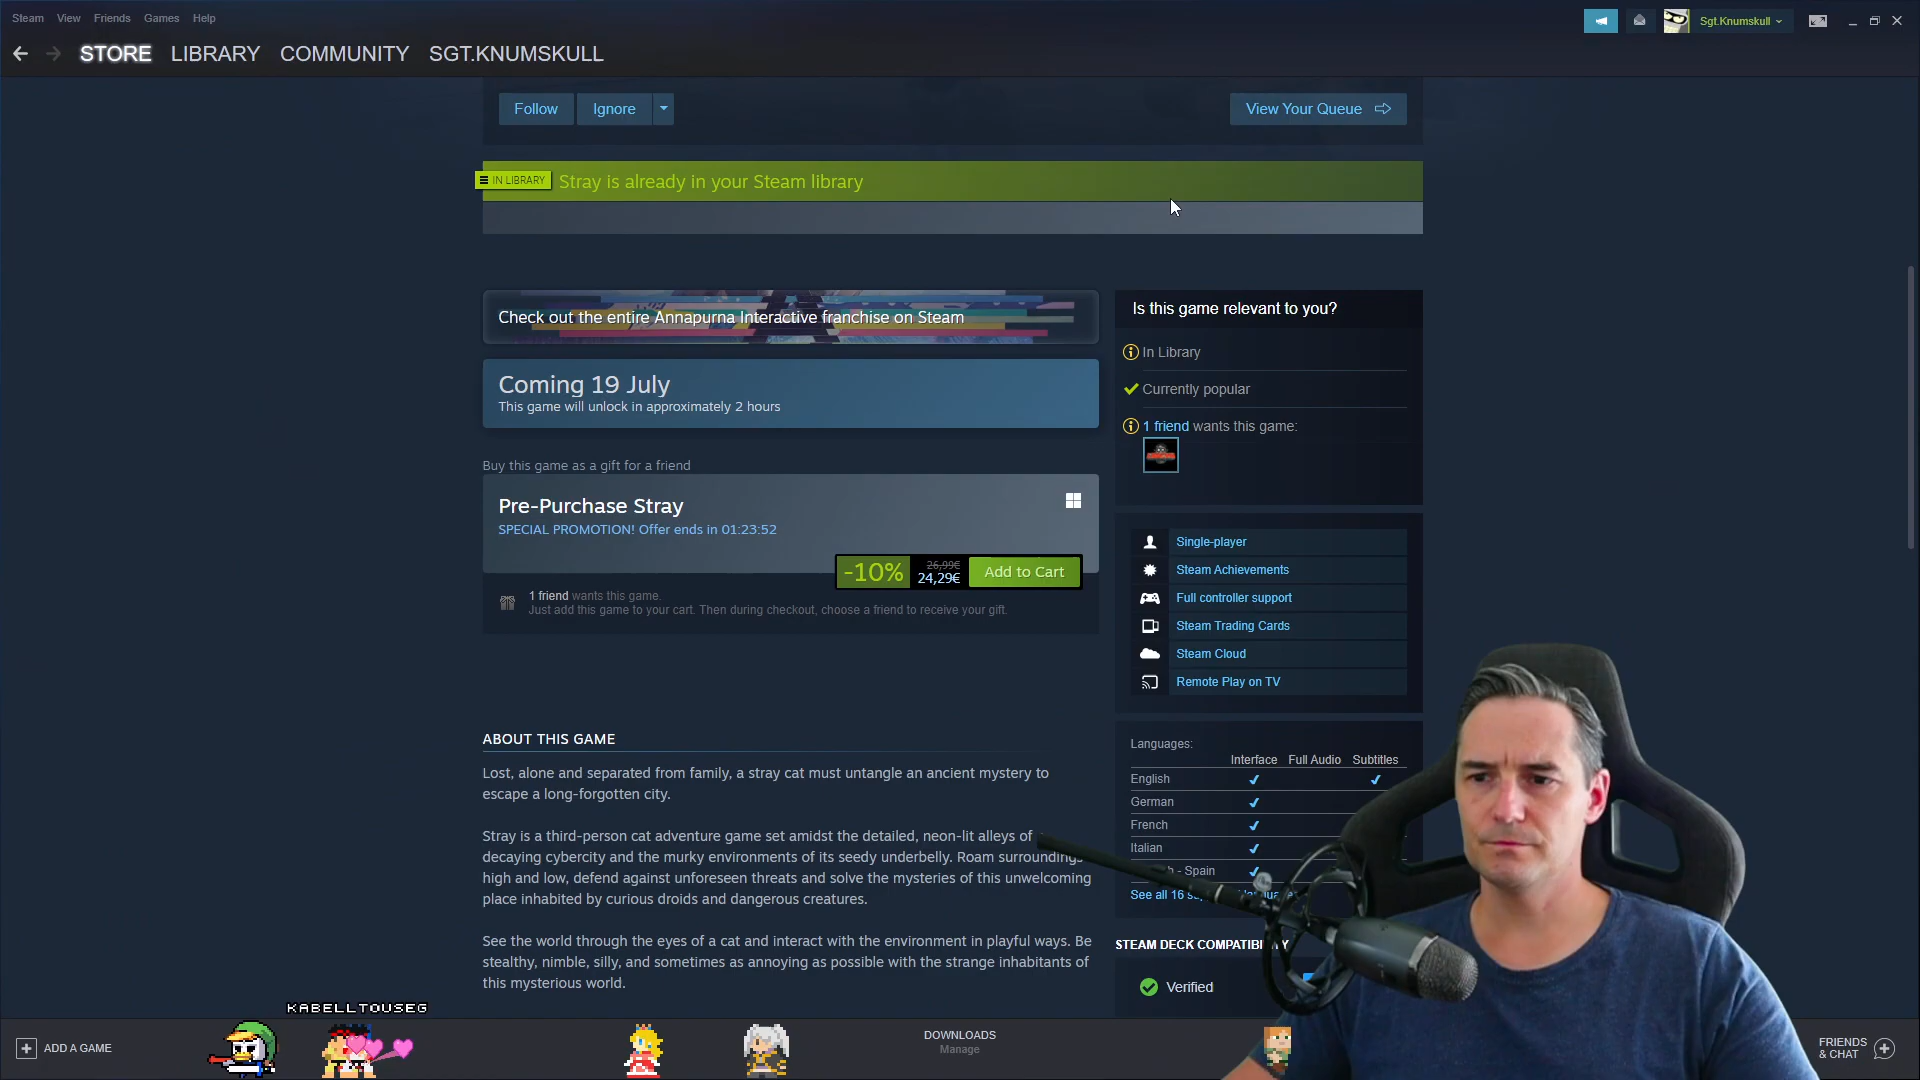 Steam View Friends Games Help
Sgt.Knumskull
STORE LIBRARY COMMUNITY SGT.KNUMSKULL
Follow Ignore
View Your Queue
IN LIBRARY
Stray is already in your Steam library
Check out the entire Annapurna Interactive franchise on Steam
Coming 19 July
This game will unlock in approximately 2 hours
Buy this game as a gift for a friend
Pre-Purchase Stray
SPECIAL PROMOTION! Offer ends in 01:23:52
-10% 26,99€ 24,29€ Add to Cart
1 friend wants this game.
Just add this game to your cart. Then during checkout, choose a friend to receive your gift.
ABOUT THIS GAME
Lost, alone and separated from family, a stray cat must untangle an ancient mystery to
escape a long-forgotten city.
Stray is a third-person cat adventure game set amidst the detailed, neon-lit alleys of
decaying cybercity and the murky environments of its seedy underbelly. Roam surroundings
high and low, defend against unforeseen threats and solve the mysteries of this unwelcoming
place inhabited by curious droids and dangerous creatures.
See the world through the eyes of a cat and interact with the environment in playful ways. Be
stealthy, nimble, silly, and sometimes as annoying as possible with the strange inhabitants of
this mysterious world.
Is this game relevant to you?
In Library
Currently popular
1 friend wants this game:
Single-player
Steam Achievements
Full controller support
Steam Trading Cards
Steam Cloud
Remote Play on TV
Languages:
Interface Full Audio Subtitles
English
German
French
Italian
- Spain
See all 16
STEAM DECK
Verified
KABELLTOUSEG
ADD A GAME
DOWNLOADS
Manage
FRIENDS
& CHAT